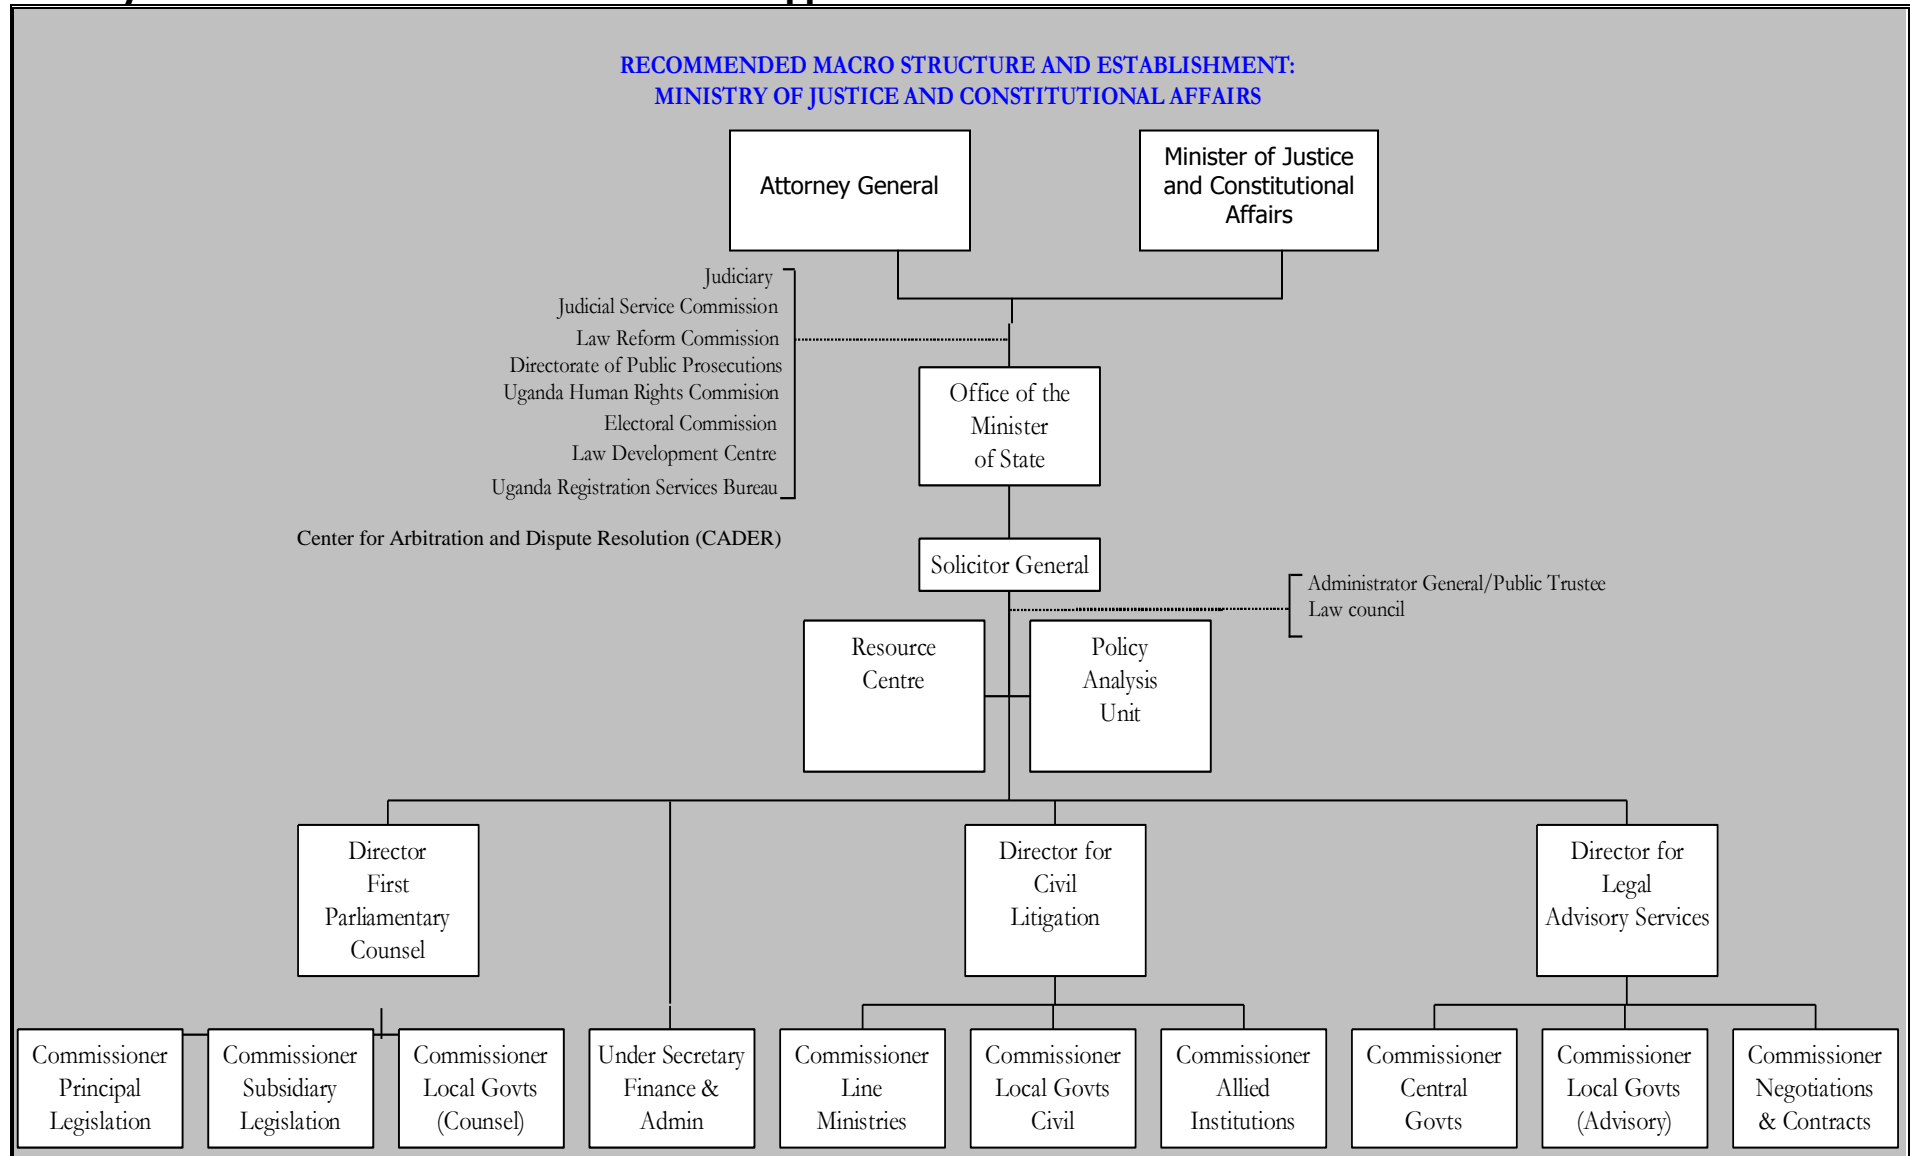 RECOMMENDED MACRO STRUCTURE AND ESTABLISHMENT:
MINISTRY OF JUSTICE AND CONSTITUTIONAL AFFAIRS
Attorney General
Minister of Justice
and Constitutional
Affairs
Judiciary
Judicial Service Commission
Law Reform Commission
Directorate of Public Prosecutions
Uganda Human Rights Commision
Electoral Commission
Law Development Centre
Uganda Registration Services Bureau
Center for Arbitration and Dispute Resolution (CADER)
Office of the
Minister
of State
Solicitor General
Administrator General/Public Trustee
Law council
Resource
Centre
Policy
Analysis
Unit
Director
First
Parliamentary
Counsel
Director for
Civil
Litigation
Director for
Legal
Advisory Services
Commissioner
Principal
Legislation
Commissioner
Subsidiary
Legislation
Commissioner
Local Govts
(Counsel)
Under Secretary
Finance &
Admin
Commissioner
Line
Ministries
Commissioner
Local Govts
Civil
Commissioner
Allied
Institutions
Commissioner
Central
Govts
Commissioner
Local Govts
(Advisory)
Commissioner
Negotiations
& Contracts